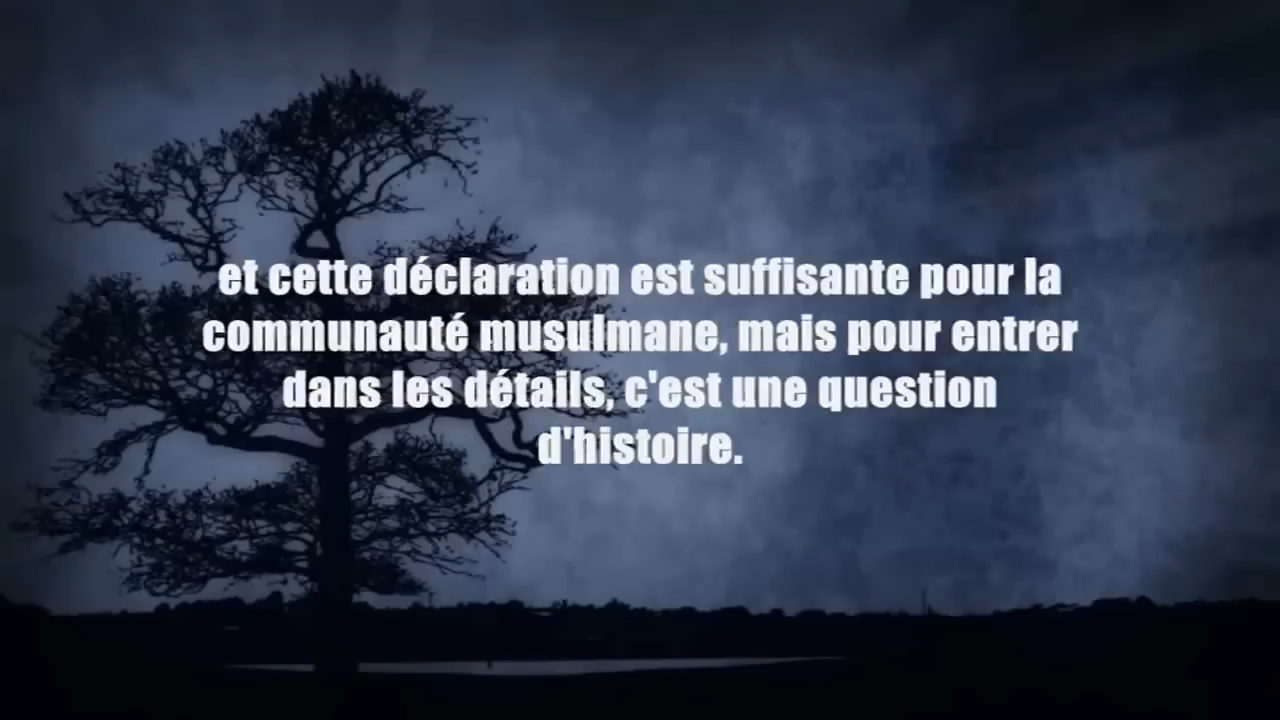 et cette déclaration est suffisante pour la
communauté musulmane, mais pour entrer
dans les détails, c'est une question
d'histoire.